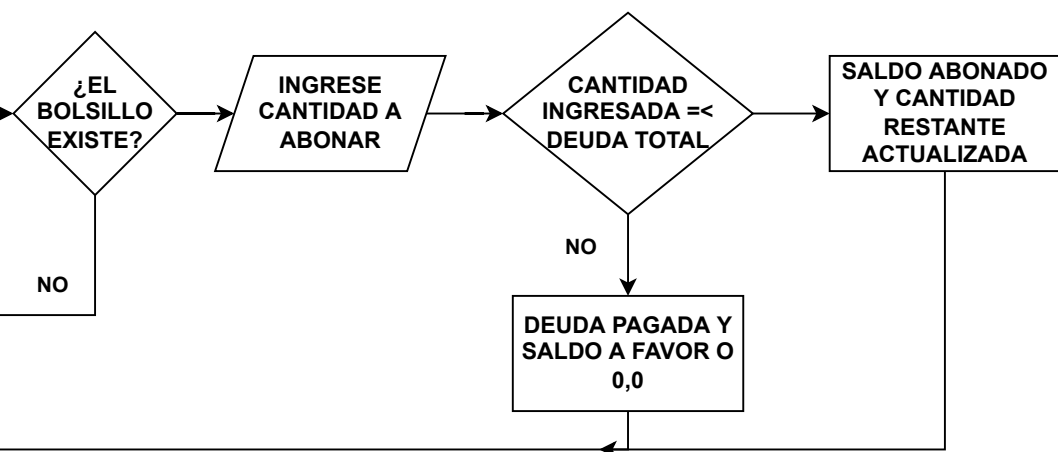 ¿EL
BOLSILLO
EXISTE?
INGRESE
CANTIDAD A
ABONAR
CANTIDAD
INGRESADA =<
DEUDA TOTAL
SALDO ABONADO
Y CANTIDAD
RESTANTE
ACTUALIZADA
NO
NO
DEUDA PAGADA Y
SALDO A FAVOR O
0,0